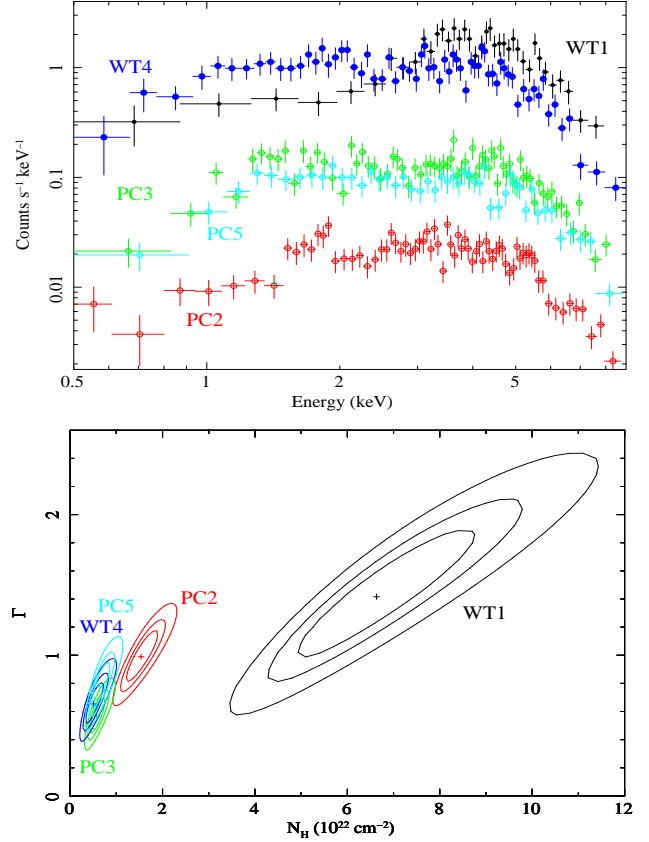 WT4
WT1
PC3
PC5
PC2
Counts s⁻¹ keV⁻¹
1
0.1
0.01
0.5 1 2 5
Energy (keV)
PC5
WT4
PC2
WT1
PC3
Γ
2
1
0
0 2 4 6 8 10 12
N_H (10²² cm⁻²)